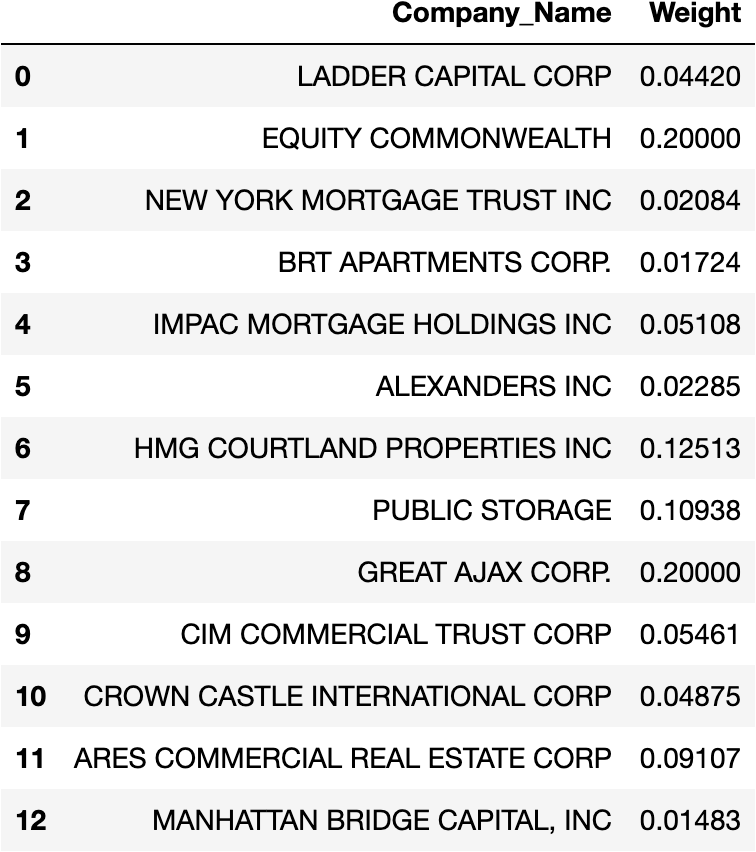 Company_Name Weight
0 LADDER CAPITAL CORP 0.04420
1 EQUITY COMMONWEALTH 0.20000
2 NEW YORK MORTGAGE TRUST INC 0.02084
3 BRT APARTMENTS CORP. 0.01724
4 IMPAC MORTGAGE HOLDINGS INC 0.05108
5 ALEXANDERS INC 0.02285
6 HMG COURTLAND PROPERTIES INC 0.12513
7 PUBLIC STORAGE 0.10938
8 GREAT AJAX CORP. 0.20000
9 CIM COMMERCIAL TRUST CORP 0.05461
10 CROWN CASTLE INTERNATIONAL CORP 0.04875
11 ARES COMMERCIAL REAL ESTATE CORP 0.09107
12 MANHATTAN BRIDGE CAPITAL, INC 0.01483